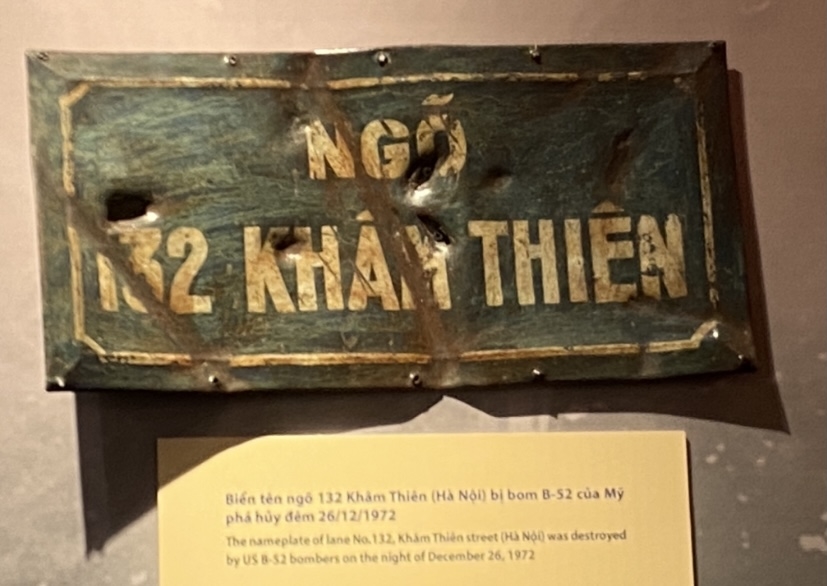 NGÕ
132 KHÂM THIÊN
Biển tên ngõ 132 Khâm Thiên (Hà Nội) bị bom B-52 của Mỹ
phá hủy đêm 26/12/1972
The nameplate of lane No.132, Khâm Thiên street (Hà Nội) was destroyed
by US B-52 bombers on the night of December 26, 1972